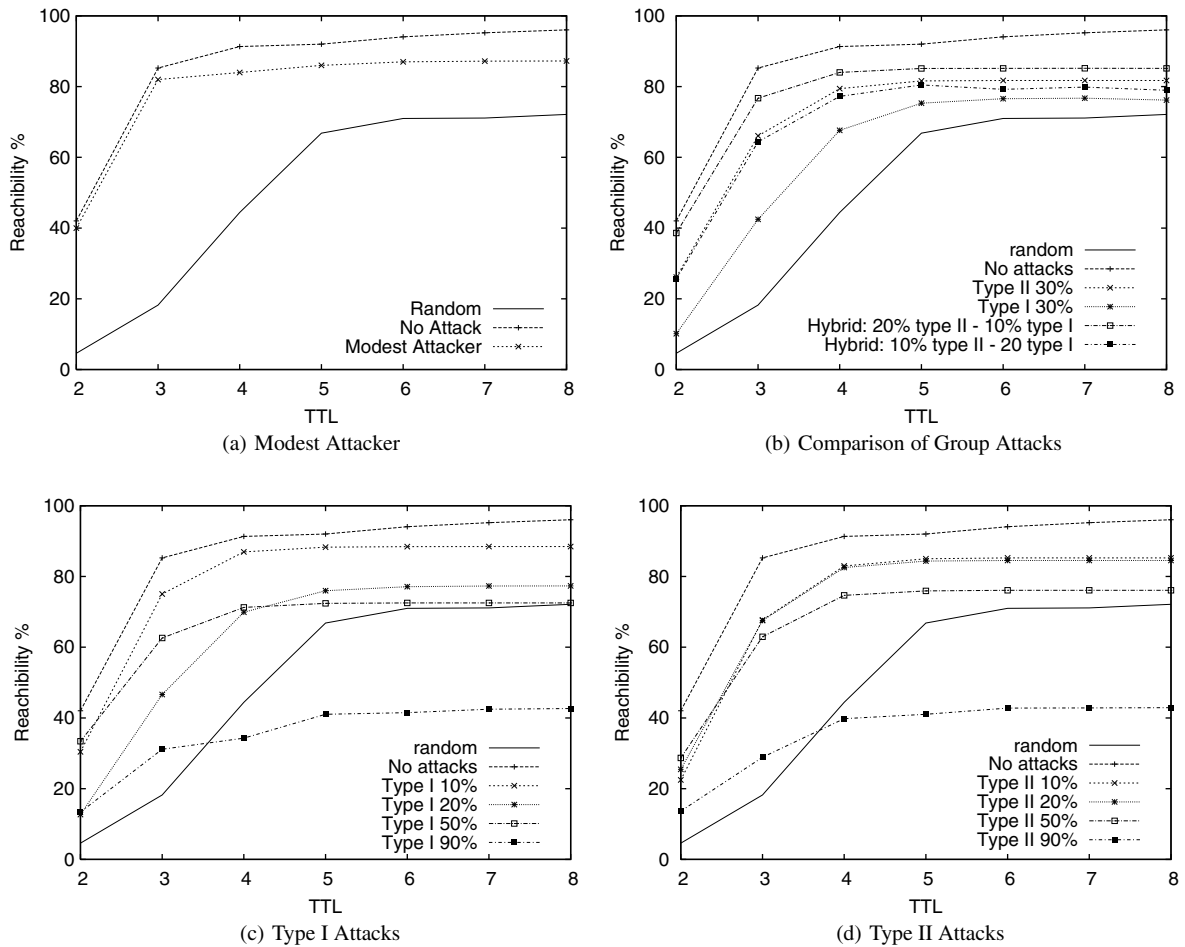 100
80
60
40
20
0
Reachibility %
2 3 4 5 6 7 8
TTL
Random
No Attack
Modest Attacker
(a) Modest Attacker
100
80
60
40
20
0
Reachibility %
2 3 4 5 6 7 8
TTL
random
No attacks
Type II 30%
Type I 30%
Hybrid: 20% type II - 10% type I
Hybrid: 10% type II - 20 type I
(b) Comparison of Group Attacks
100
80
60
40
20
0
Reachibility %
2 3 4 5 6 7 8
TTL
random
No attacks
Type I 10%
Type I 20%
Type I 50%
Type I 90%
(c) Type I Attacks
100
80
60
40
20
0
Reachibility %
2 3 4 5 6 7 8
TTL
random
No attacks
Type II 10%
Type II 20%
Type II 50%
Type II 90%
(d) Type II Attacks